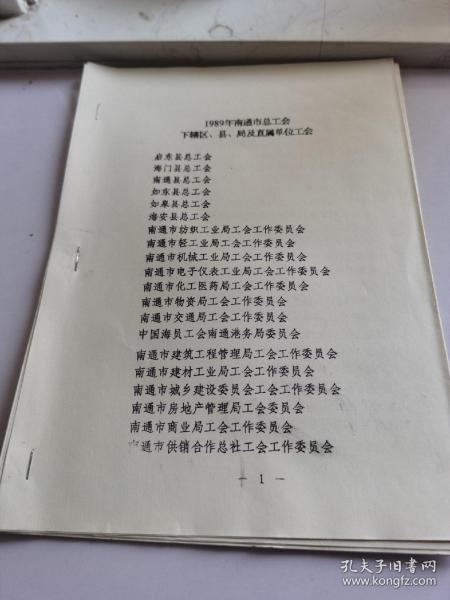 1989年南通市总工会
下辖区、县、局及直属单位工会
启东县总工会
海门县总工会
南通县总工会
如东县总工会
如皋县总工会
海安县总工会
南通市纺织工业局工会工作委员会
南通市轻工业局工会工作委员会
南通市机械工业局工会工作委员会
南通市电子仪表工业局工会工作委员会
南通市化工医药局工会工作委员会
南通市物资局工会工作委员会
南通市交通局工会工作委员会
中国海员工会南通港务局委员会
南通市建筑工程管理局工会工作委员会
南通市建材工业局工会工作委员会
南通市城乡建设委员会工会工作委员会
南通市房地产管理局工会委员会
南通市商业局工会工作委员会
南通市供销合作总社工会工作委员会
- 1 -
孔夫子旧书网
www.kongfz.com